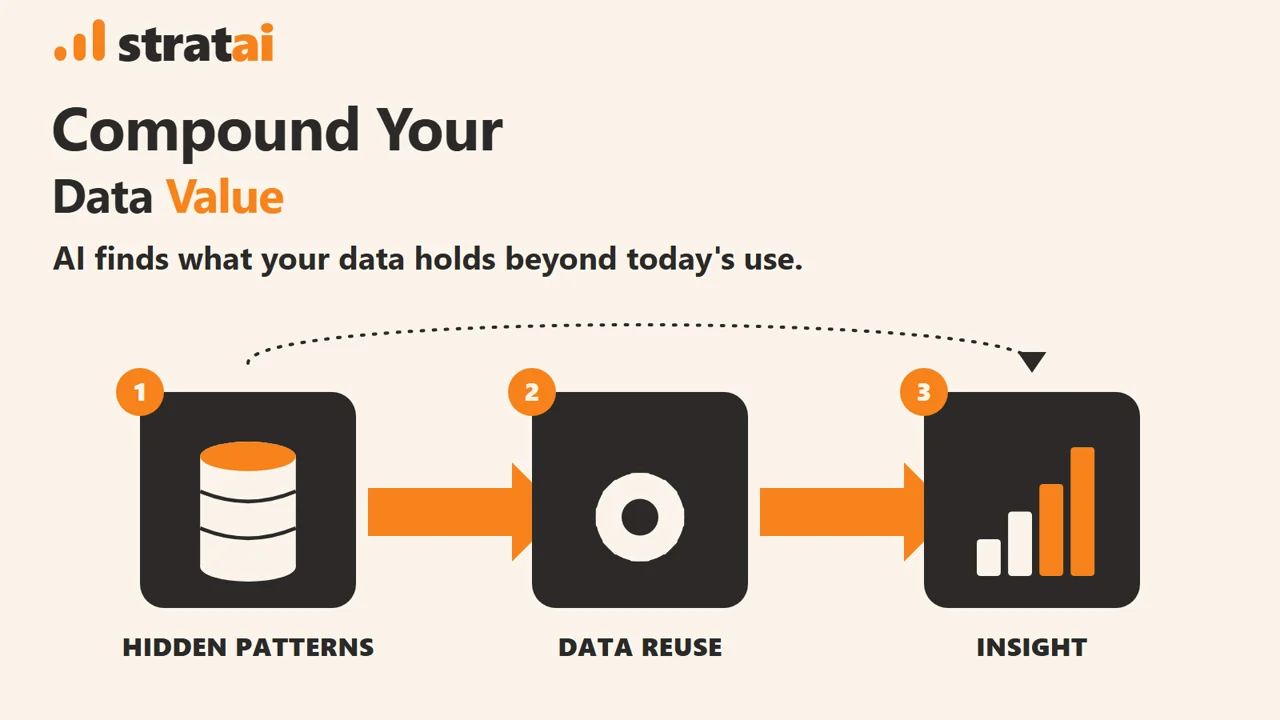 stratai
Compound Your
Data Value
AI finds what your data holds beyond today's use.
1
2
3
HIDDEN PATTERNS
DATA REUSE
INSIGHT